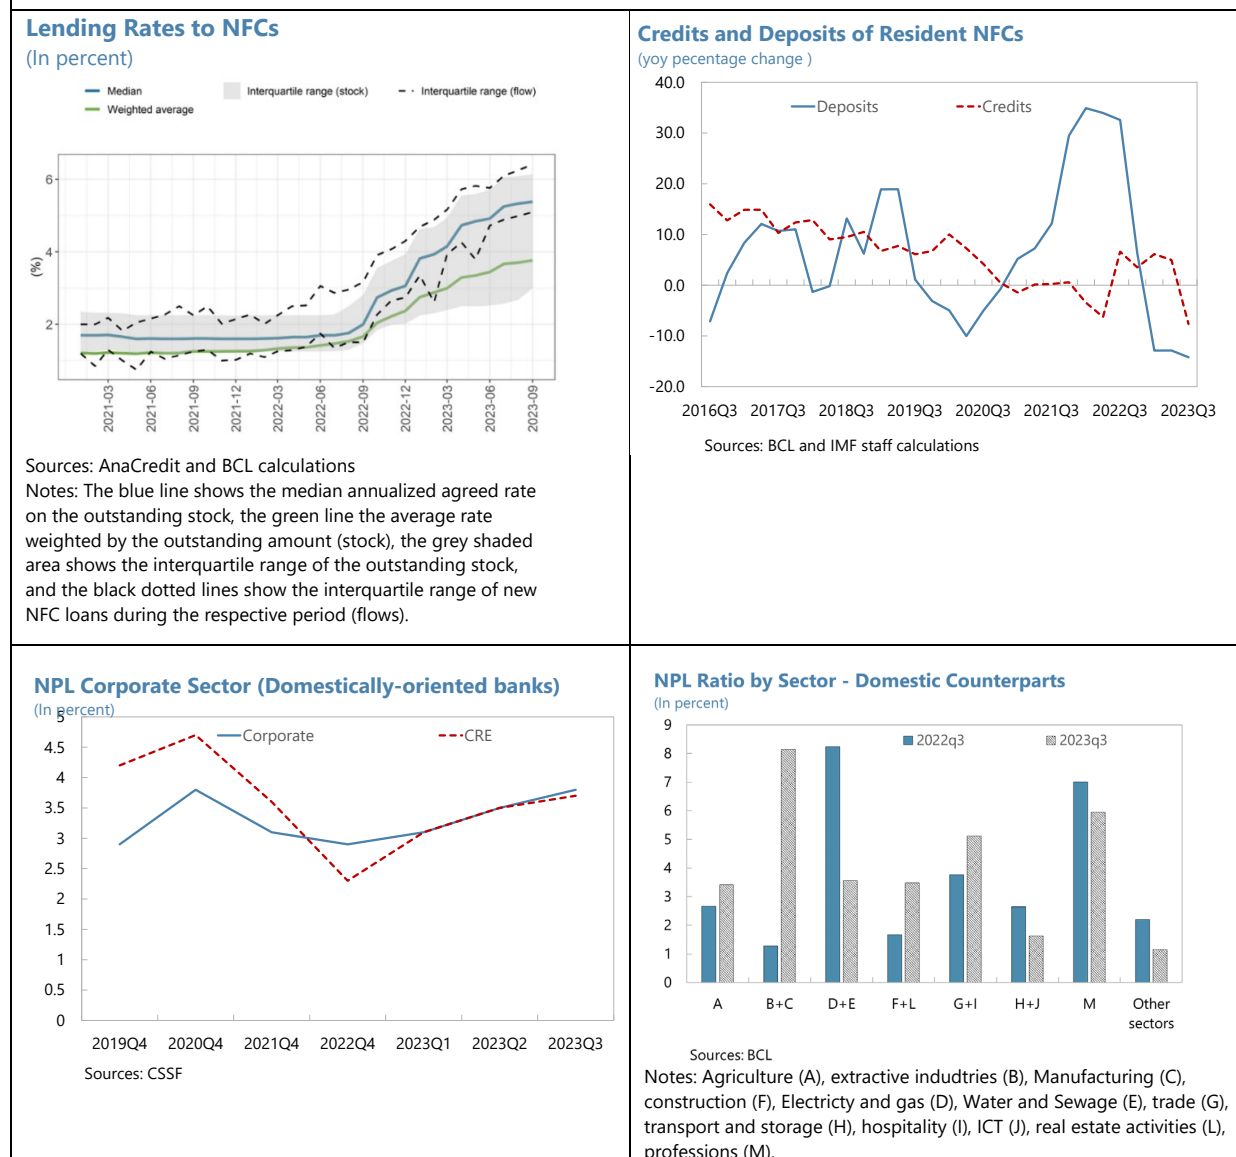 Lending Rates to NFCs
(In percent)
Median
Weighted average
Interquartile range (stock)
Interquartile range (flow)
(%)
6
4
2
2021-03
2021-06
2021-09
2021-12
2022-03
2022-06
2022-09
2022-12
2023-03
2023-06
2023-09
Sources: AnaCredit and BCL calculations
Notes: The blue line shows the median annualized agreed rate
on the outstanding stock, the green line the average rate
weighted by the outstanding amount (stock), the grey shaded
area shows the interquartile range of the outstanding stock,
and the black dotted lines show the interquartile range of new
NFC loans during the respective period (flows).
Credits and Deposits of Resident NFCs
(yoy pecentage change )
Deposits
Credits
40.0
30.0
20.0
10.0
0.0
-10.0
-20.0
2016Q3 2017Q3 2018Q3 2019Q3 2020Q3 2021Q3 2022Q3 2023Q3
Sources: BCL and IMF staff calculations
NPL Corporate Sector (Domestically-oriented banks)
(In percent)
Corporate
CRE
5
4.5
4
3.5
3
2.5
2
1.5
1
0.5
0
2019Q4 2020Q4 2021Q4 2022Q4 2023Q1 2023Q2 2023Q3
Sources: CSSF
NPL Ratio by Sector - Domestic Counterparts
(In percent)
2022q3
2023q3
9
8
7
6
5
4
3
2
1
0
A B+C D+E F+L G+I H+J M Other
sectors
Sources: BCL
Notes: Agriculture (A), extractive indudtries (B), Manufacturing (C),
construction (F), Electricty and gas (D), Water and Sewage (E), trade (G),
transport and storage (H), hospitality (I), ICT (J), real estate activities (L),
professions (M).